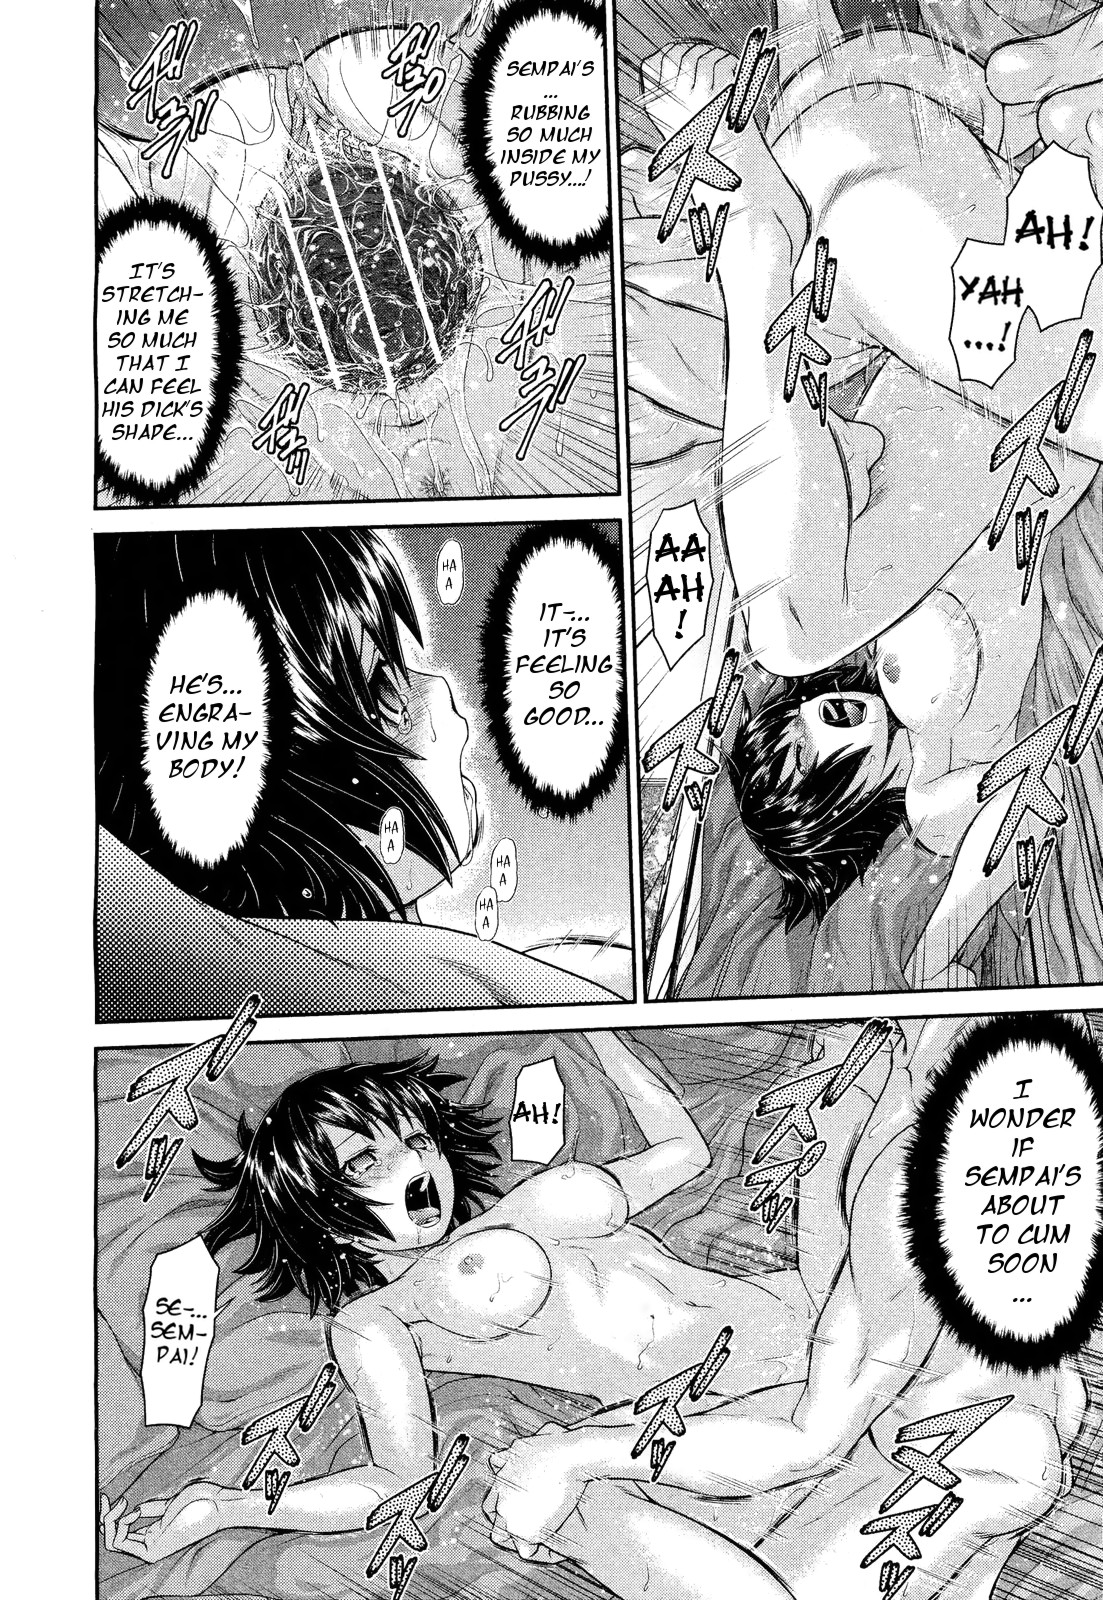 AH!
YAH
....!
AA
AH
!
SEMPAI'S
...
RUBBING
SO MUCH
INSIDE MY
PUSSY....!
IT'S
STRETCH-
ING ME
SO MUCH
THAT I
CAN FEEL
HIS DICK'S
SHADE...
IT-...
IT'S
FEELING
SO
GOOD...
HA
A
HE'S...
ENGRA-
VING MY
BODY!
HA
A
HA
A
HA
A
HA
A
I
WONDER
IF
SEMPAI'S
ABOUT
TO CUM
SOON
...
AH!
SE-...
SEM-
PAI!